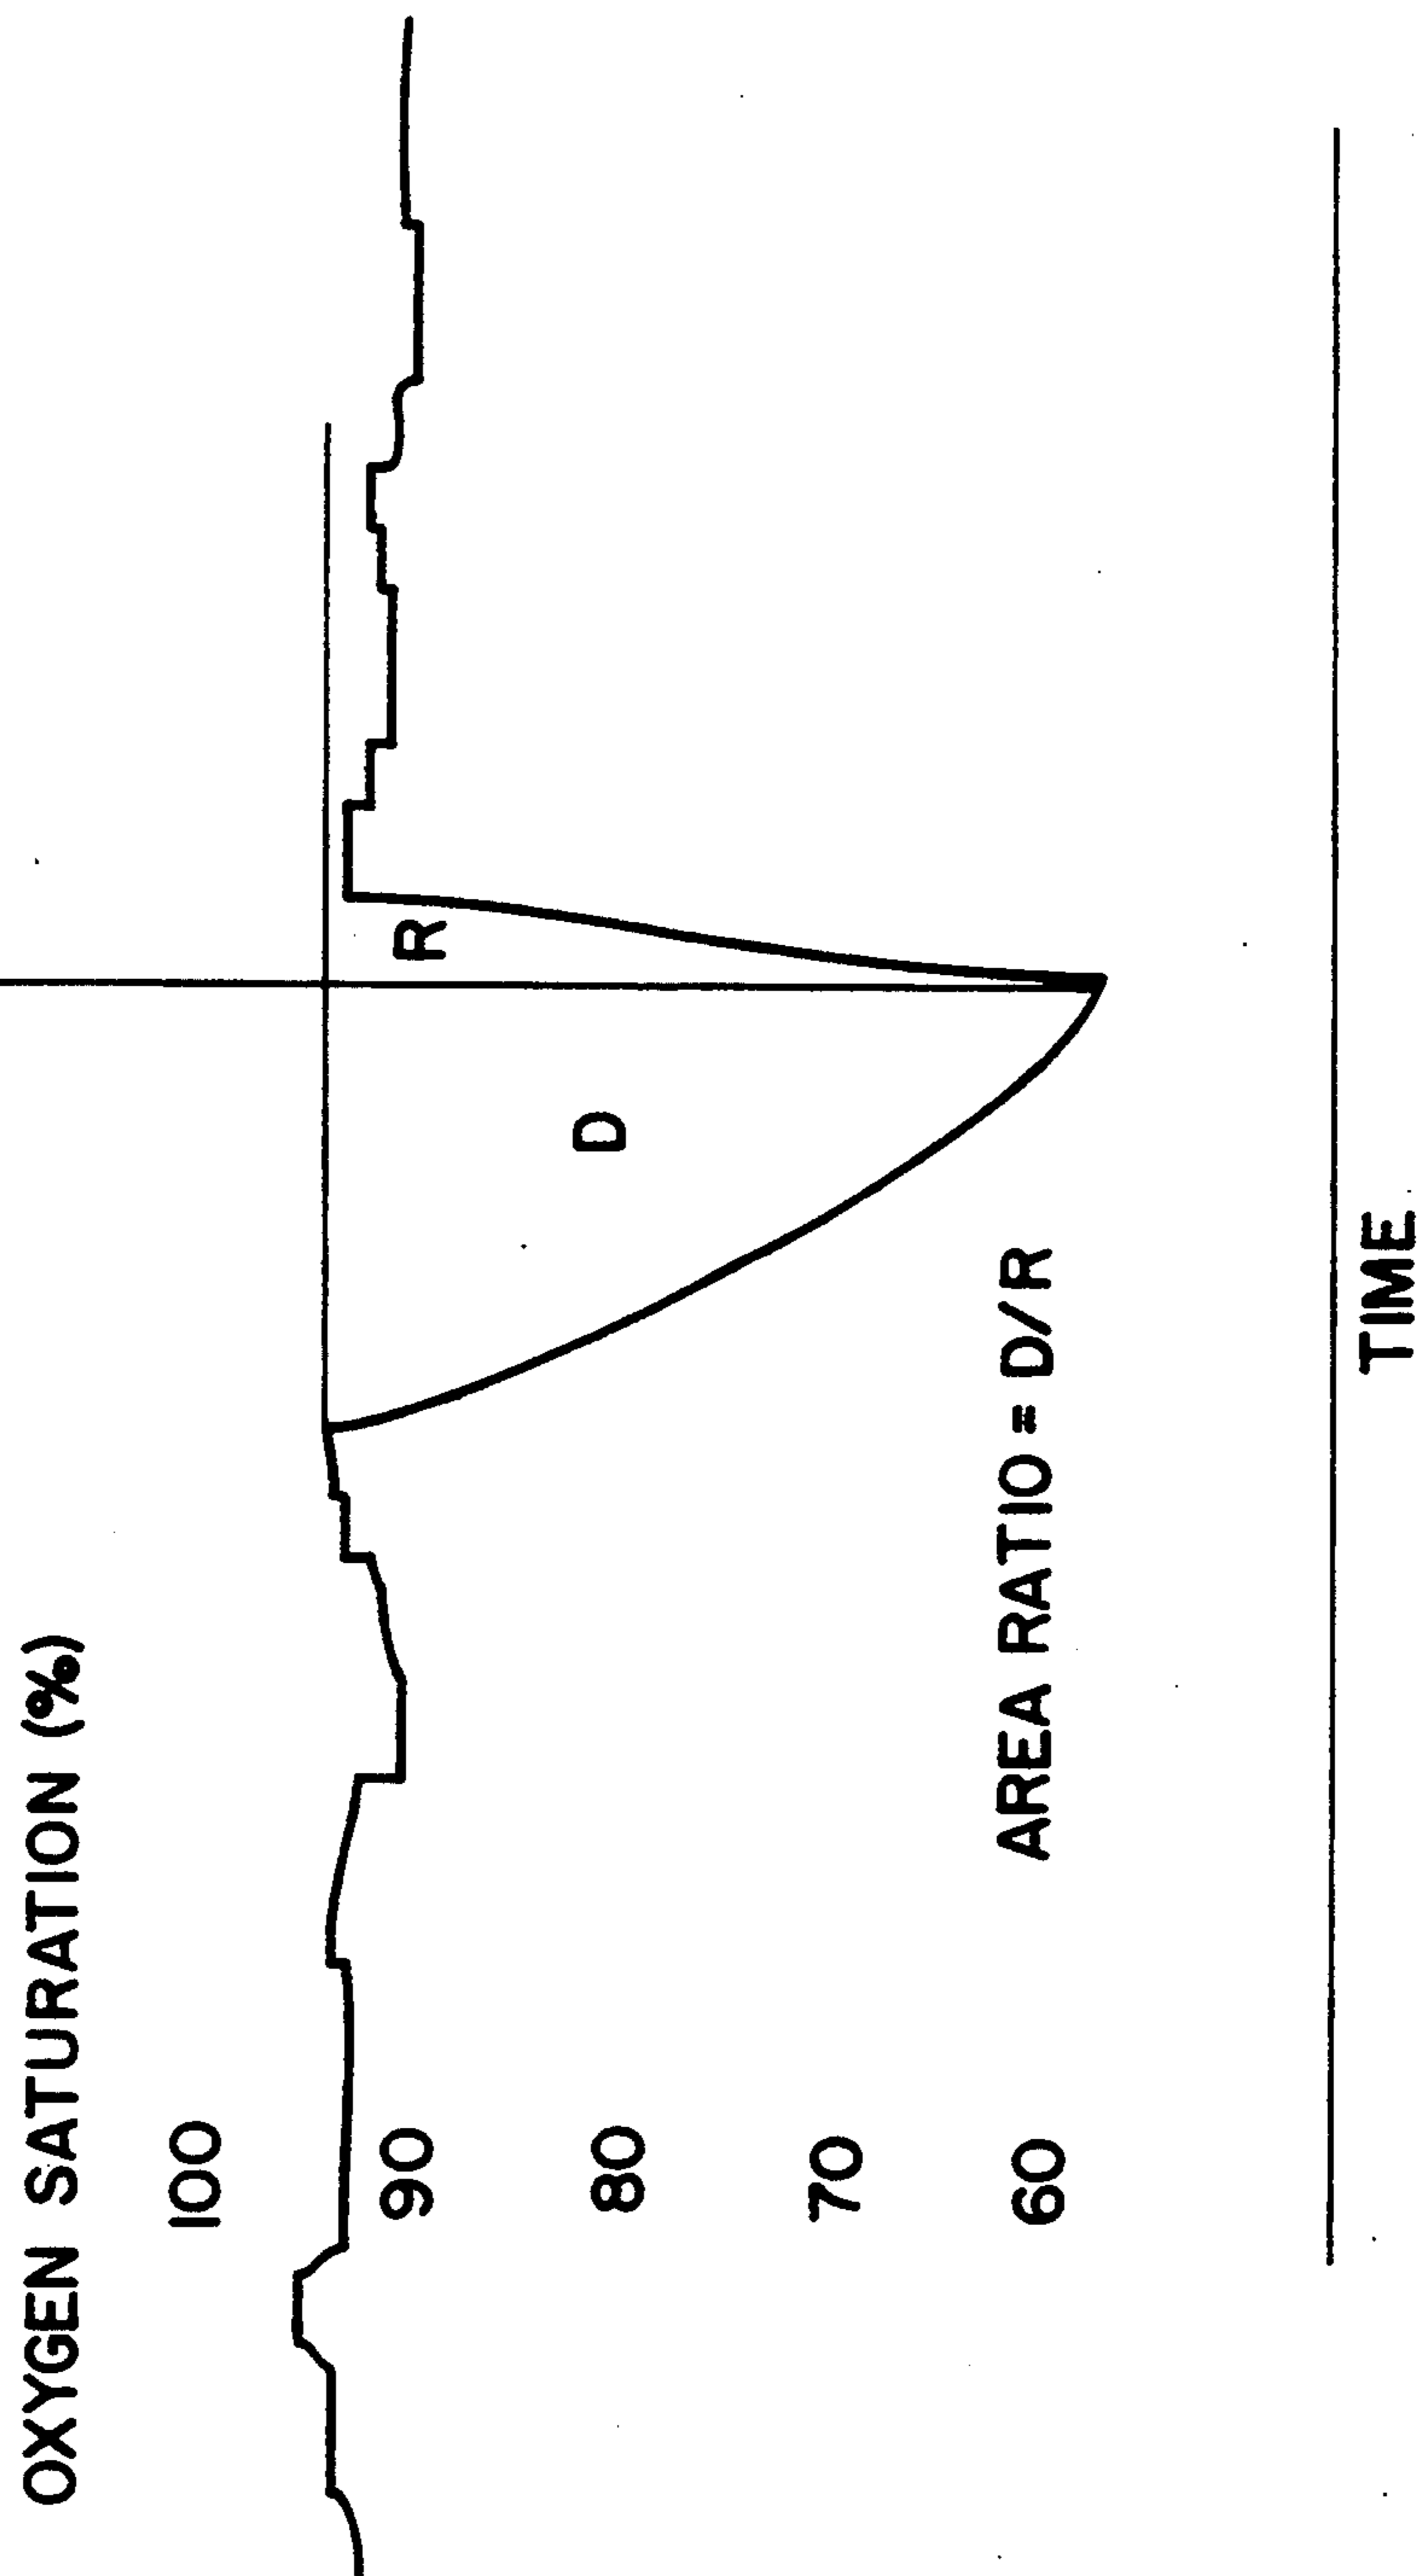 OXYGEN SATURATION (%)
100
90
80
70
60
R
D
AREA RATIO = D/R
TIME